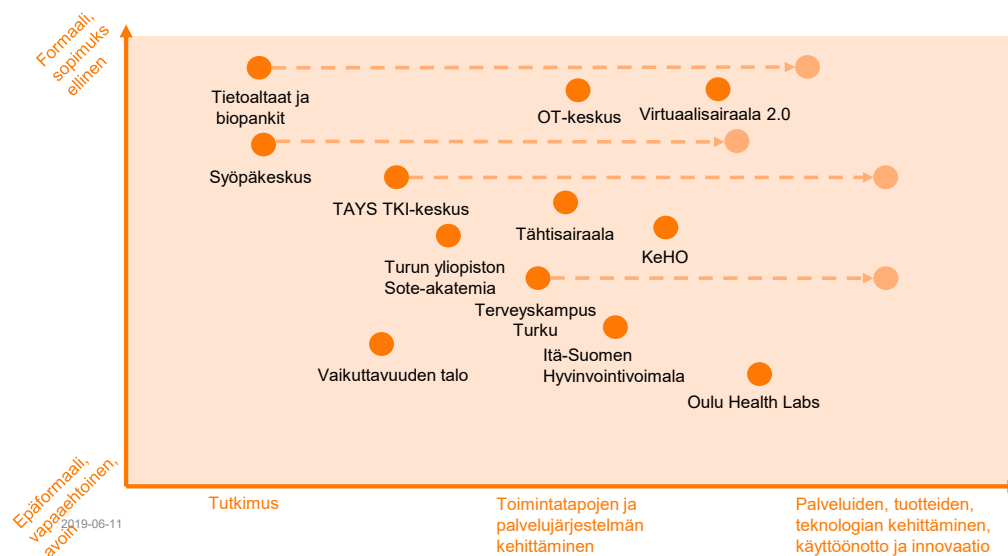 Formaali,
sopimuks
ellinen
Tietoaltaat ja
biopankit
OT-keskus
Virtuaalisairaala 2.0
Syöpäkeskus
TAYS TKI-keskus
Tähtisairaala
KeHO
Turun yliopiston
Sote-akatemia
Terveyskampus
Turku
Itä-Suomen
Hyvinvointivoimala
Vaikuttavuuden talo
Oulu Health Labs
Epäformaali,
vapaaehtoinen,
avoin
2019-06-11
Tutkimus
Toimintatapojen ja
palvelujärjestelmän
kehittäminen
Palveluiden, tuotteiden,
teknologian kehittäminen,
käyttöönotto ja innovaatio